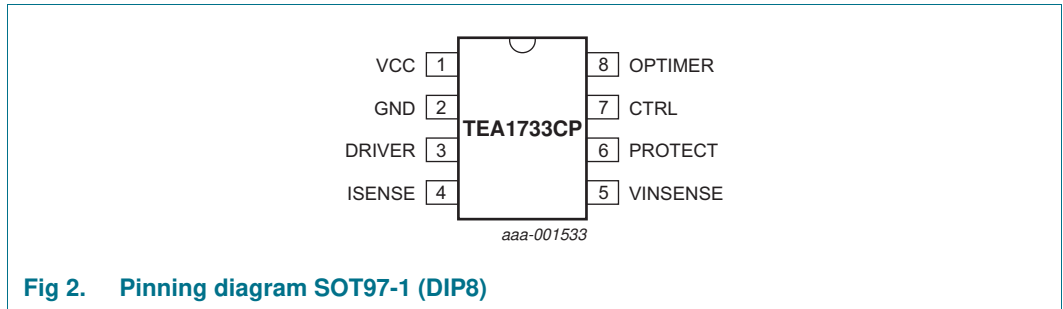 VCC 1 8 OPTIMER
GND 2 7 CTRL
TEA1733CP
DRIVER 3 6 PROTECT
ISENSE 4 5 VINSENSE
aaa-001533
Fig 2. Pinning diagram SOT97-1 (DIP8)